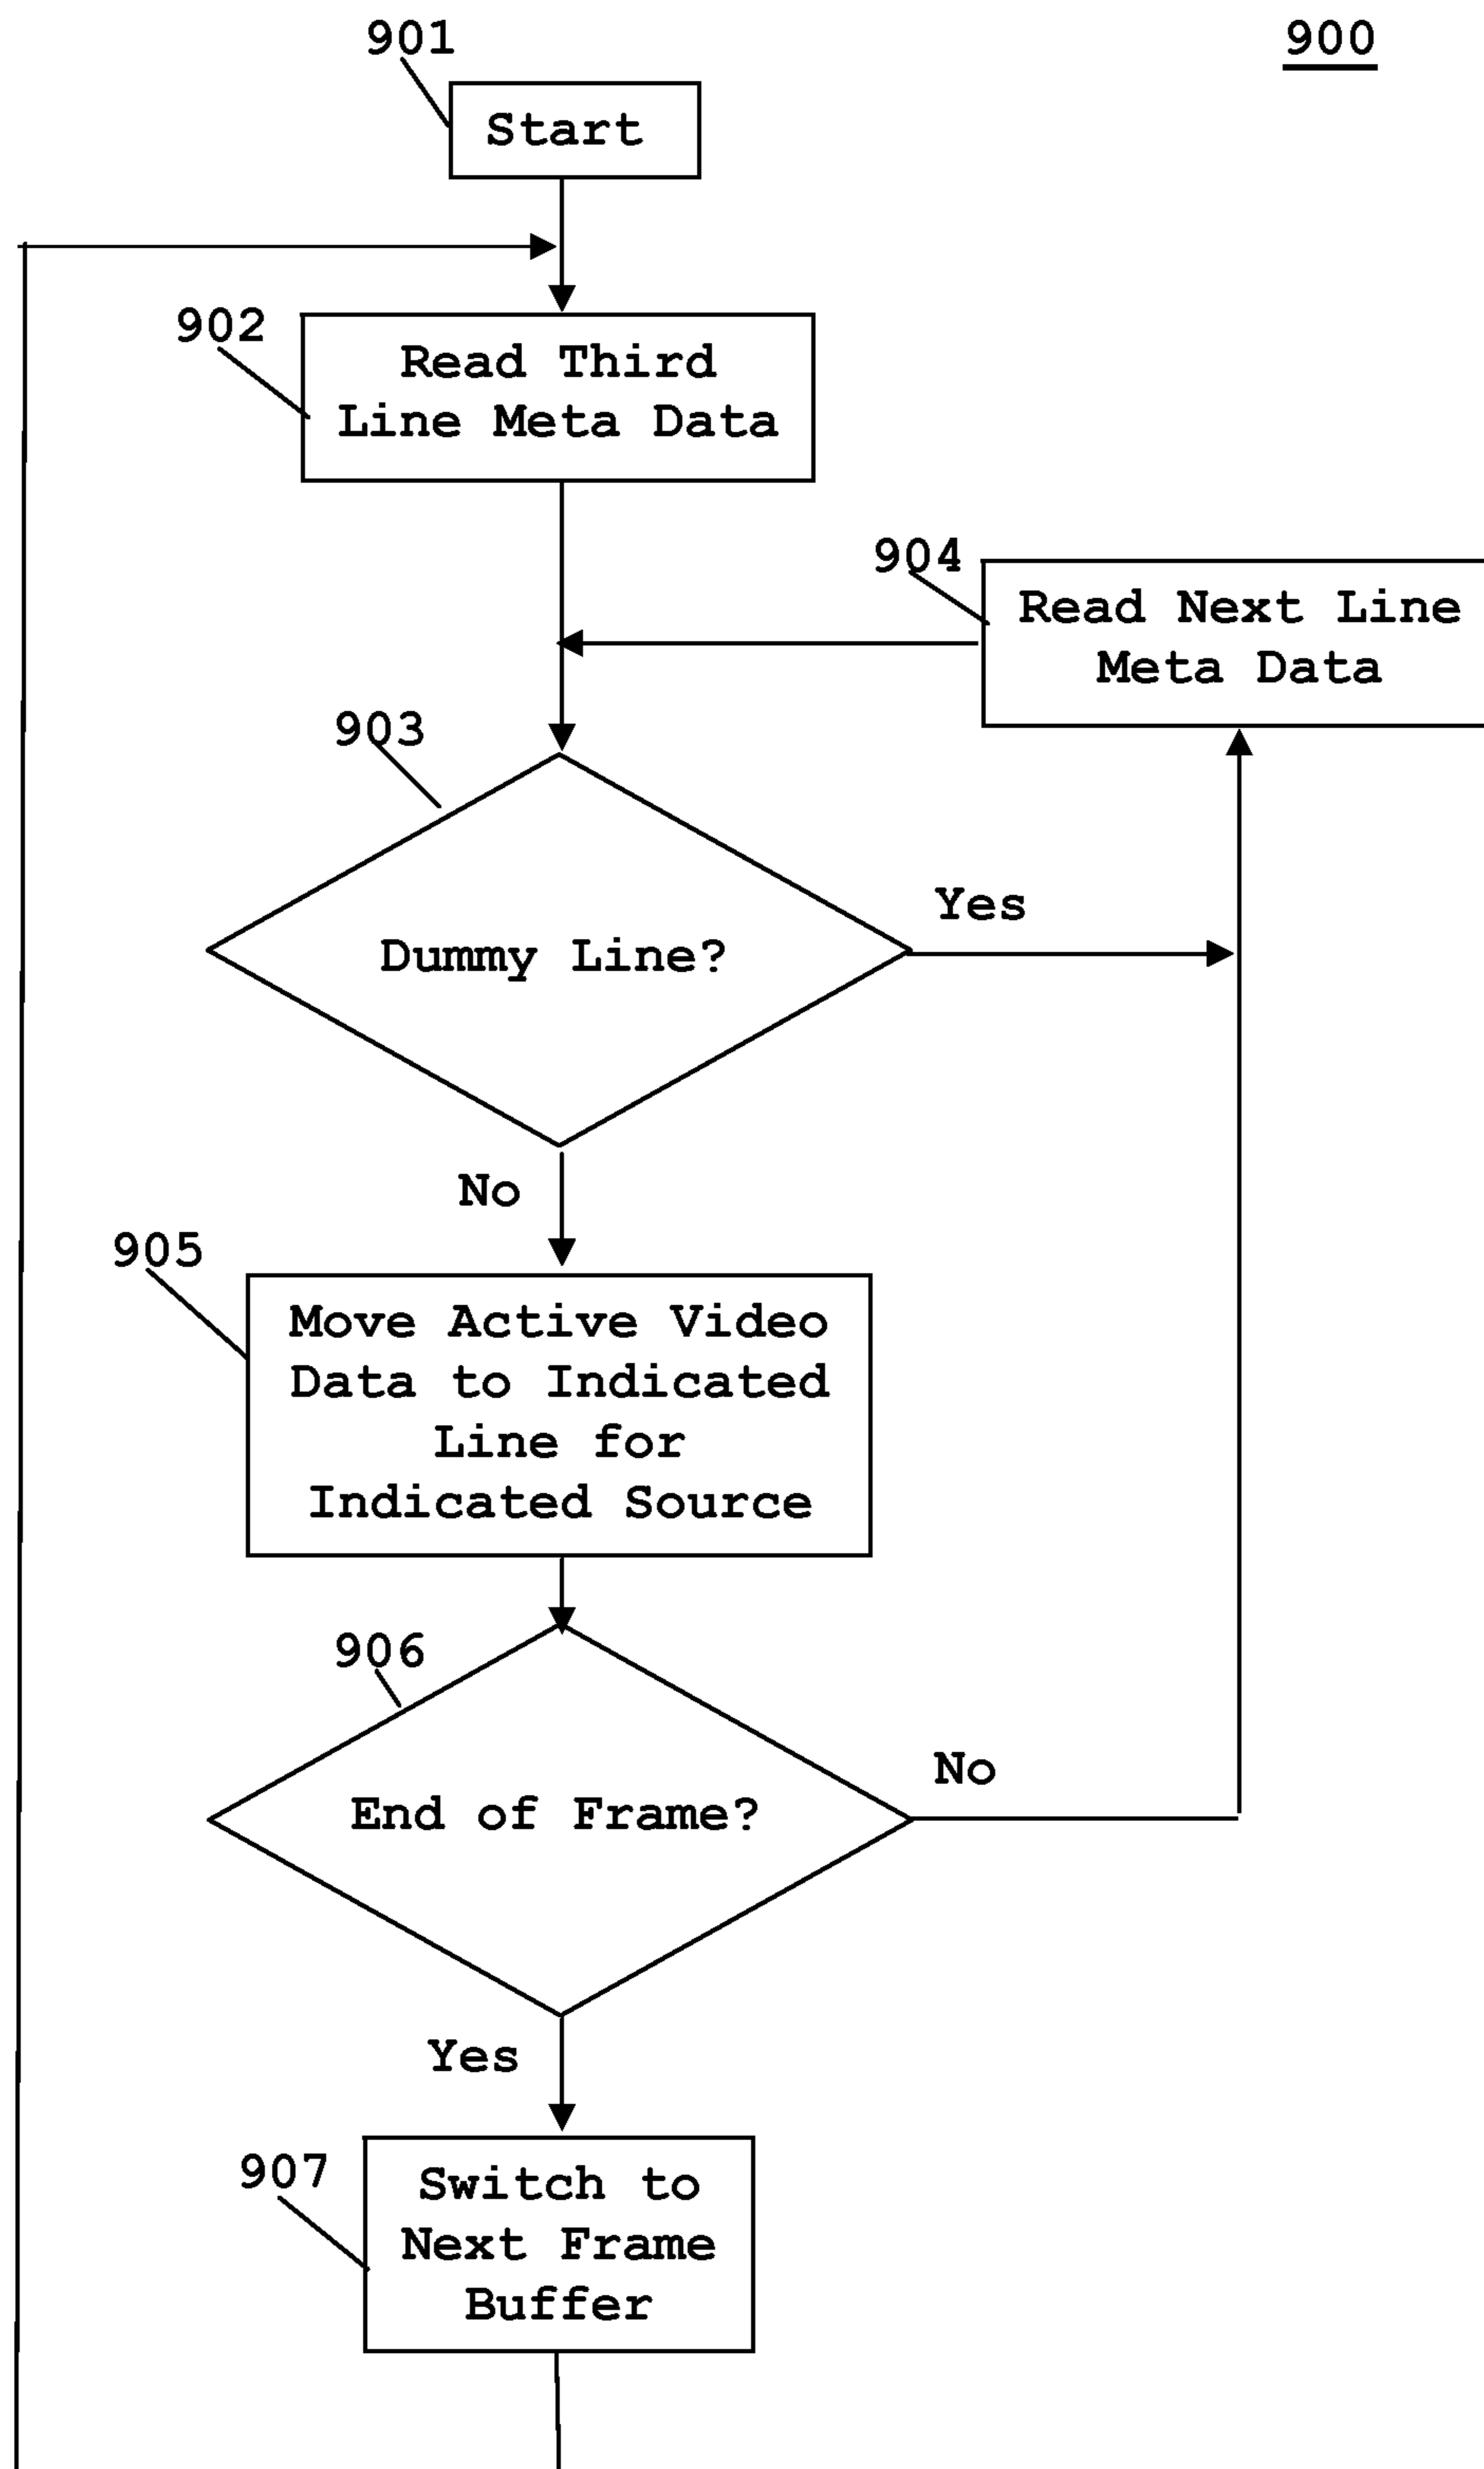 901
900
Start
902
Read Third
Line Meta Data
904
Read Next Line
Meta Data
903
Dummy Line?
Yes
No
905
Move Active Video
Data to Indicated
Line for
Indicated Source
906
End of Frame?
No
Yes
907
Switch to
Next Frame
Buffer